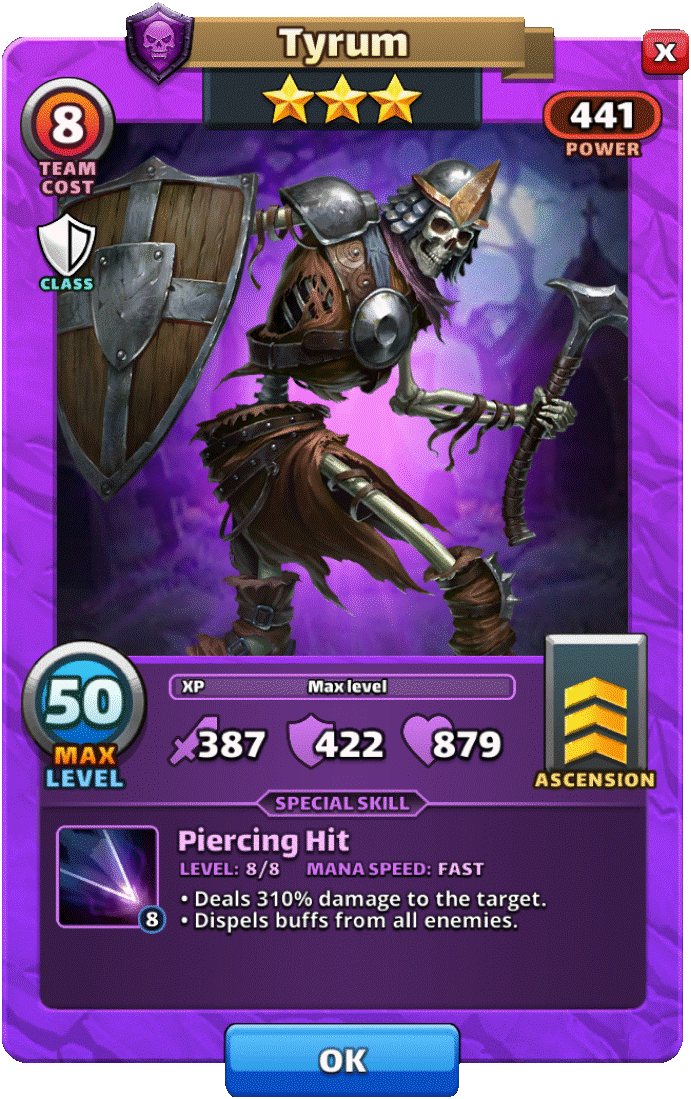 Tyrum
X
8
TEAM
COST
441
POWER
CLASS
50
MAX
LEVEL
XP Max level
387 422 879
ASCENSION
SPECIAL SKILL
Piercing Hit
LEVEL: 8/8 MANA SPEED: FAST
• Deals 310% damage to the target.
• Dispels buffs from all enemies.
8
OK